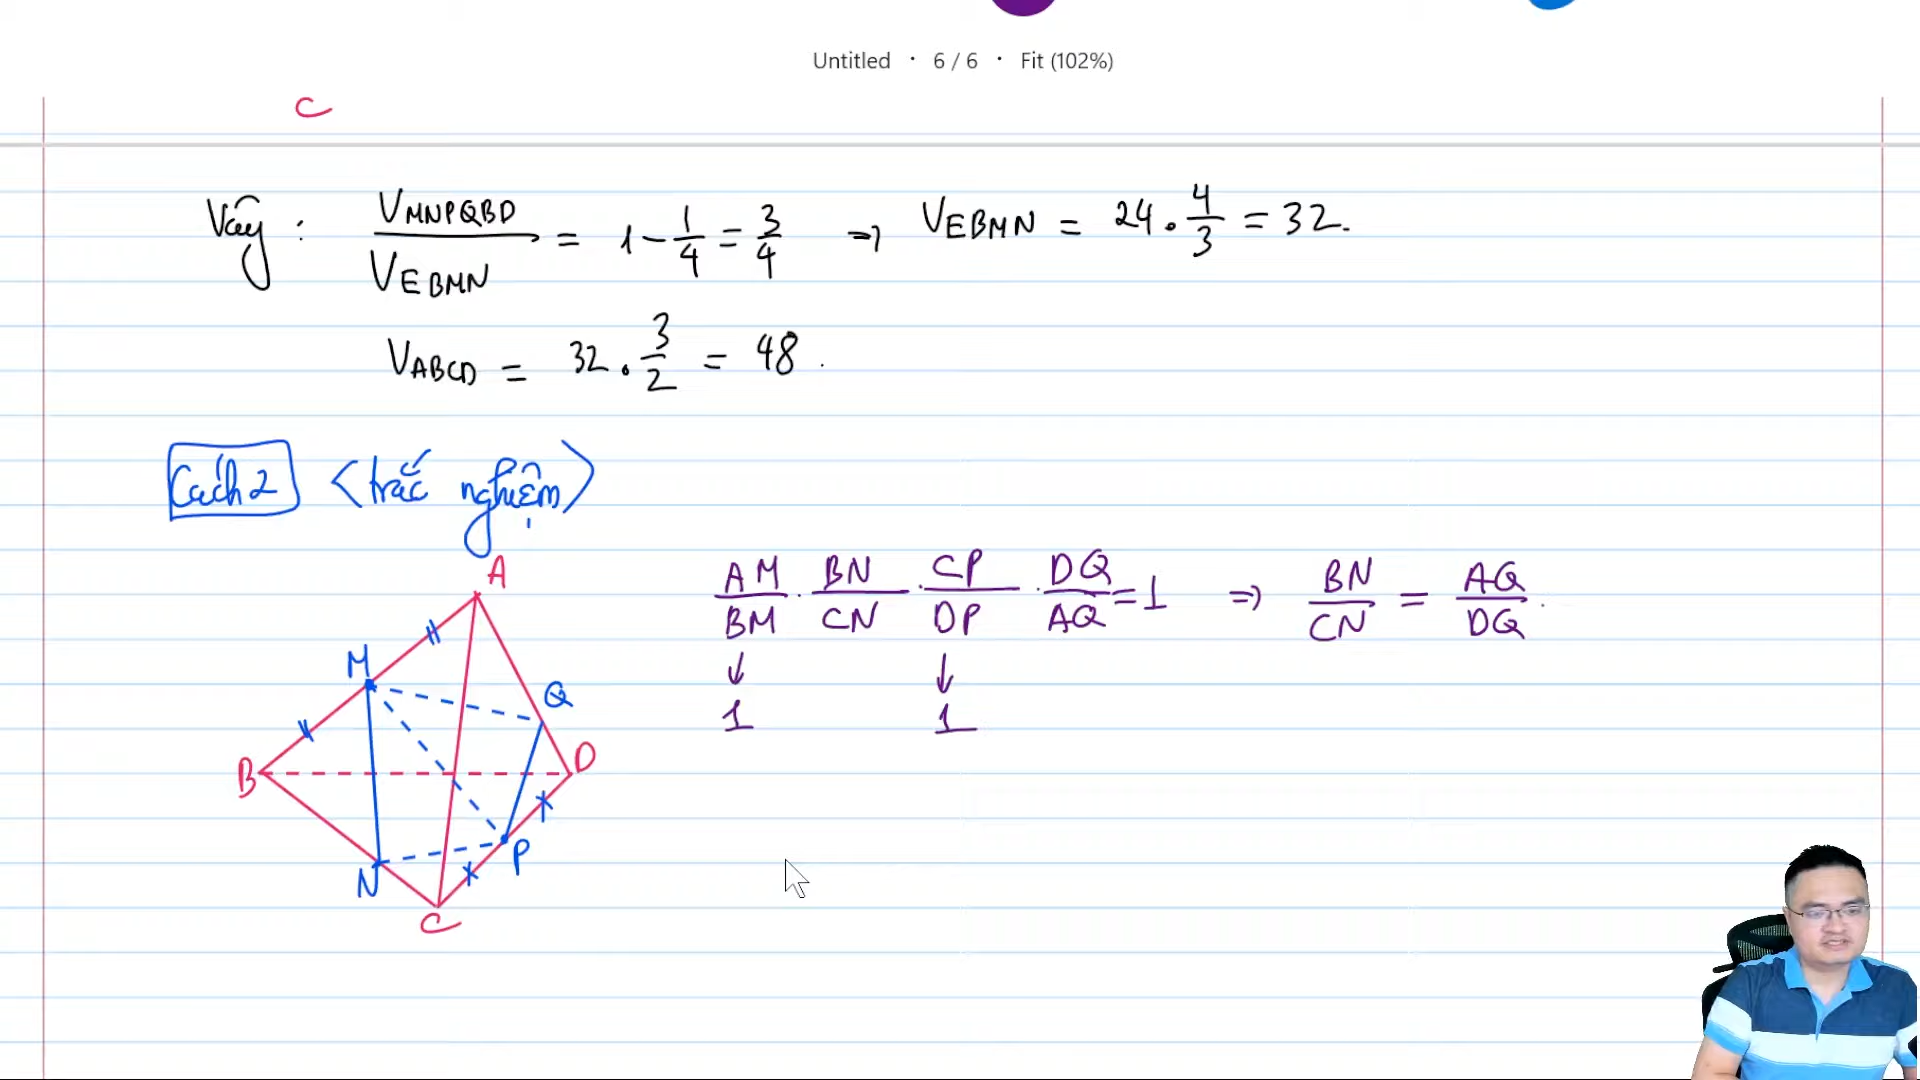 Untitled · 6 / 6 · Fit (102%)
C
Vậy : V_MNPQBD / V_EBMN = 1 - 1/4 = 3/4 ⇒ V_EBMN = 24 . 4/3 = 32.
V_ABCD = 32 . 3/2 = 48 .
Cách 2 <trắc nghiệm>
AM/BM . BN/CN . CP/DP . DQ/AQ = 1 ⇒ BN/CN = AQ/DQ .
↓ ↓
1 1
A
M
Q
B
D
P
N
C